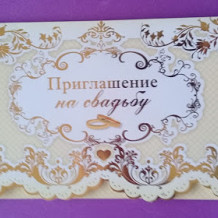 Приглашение
на свадьбу